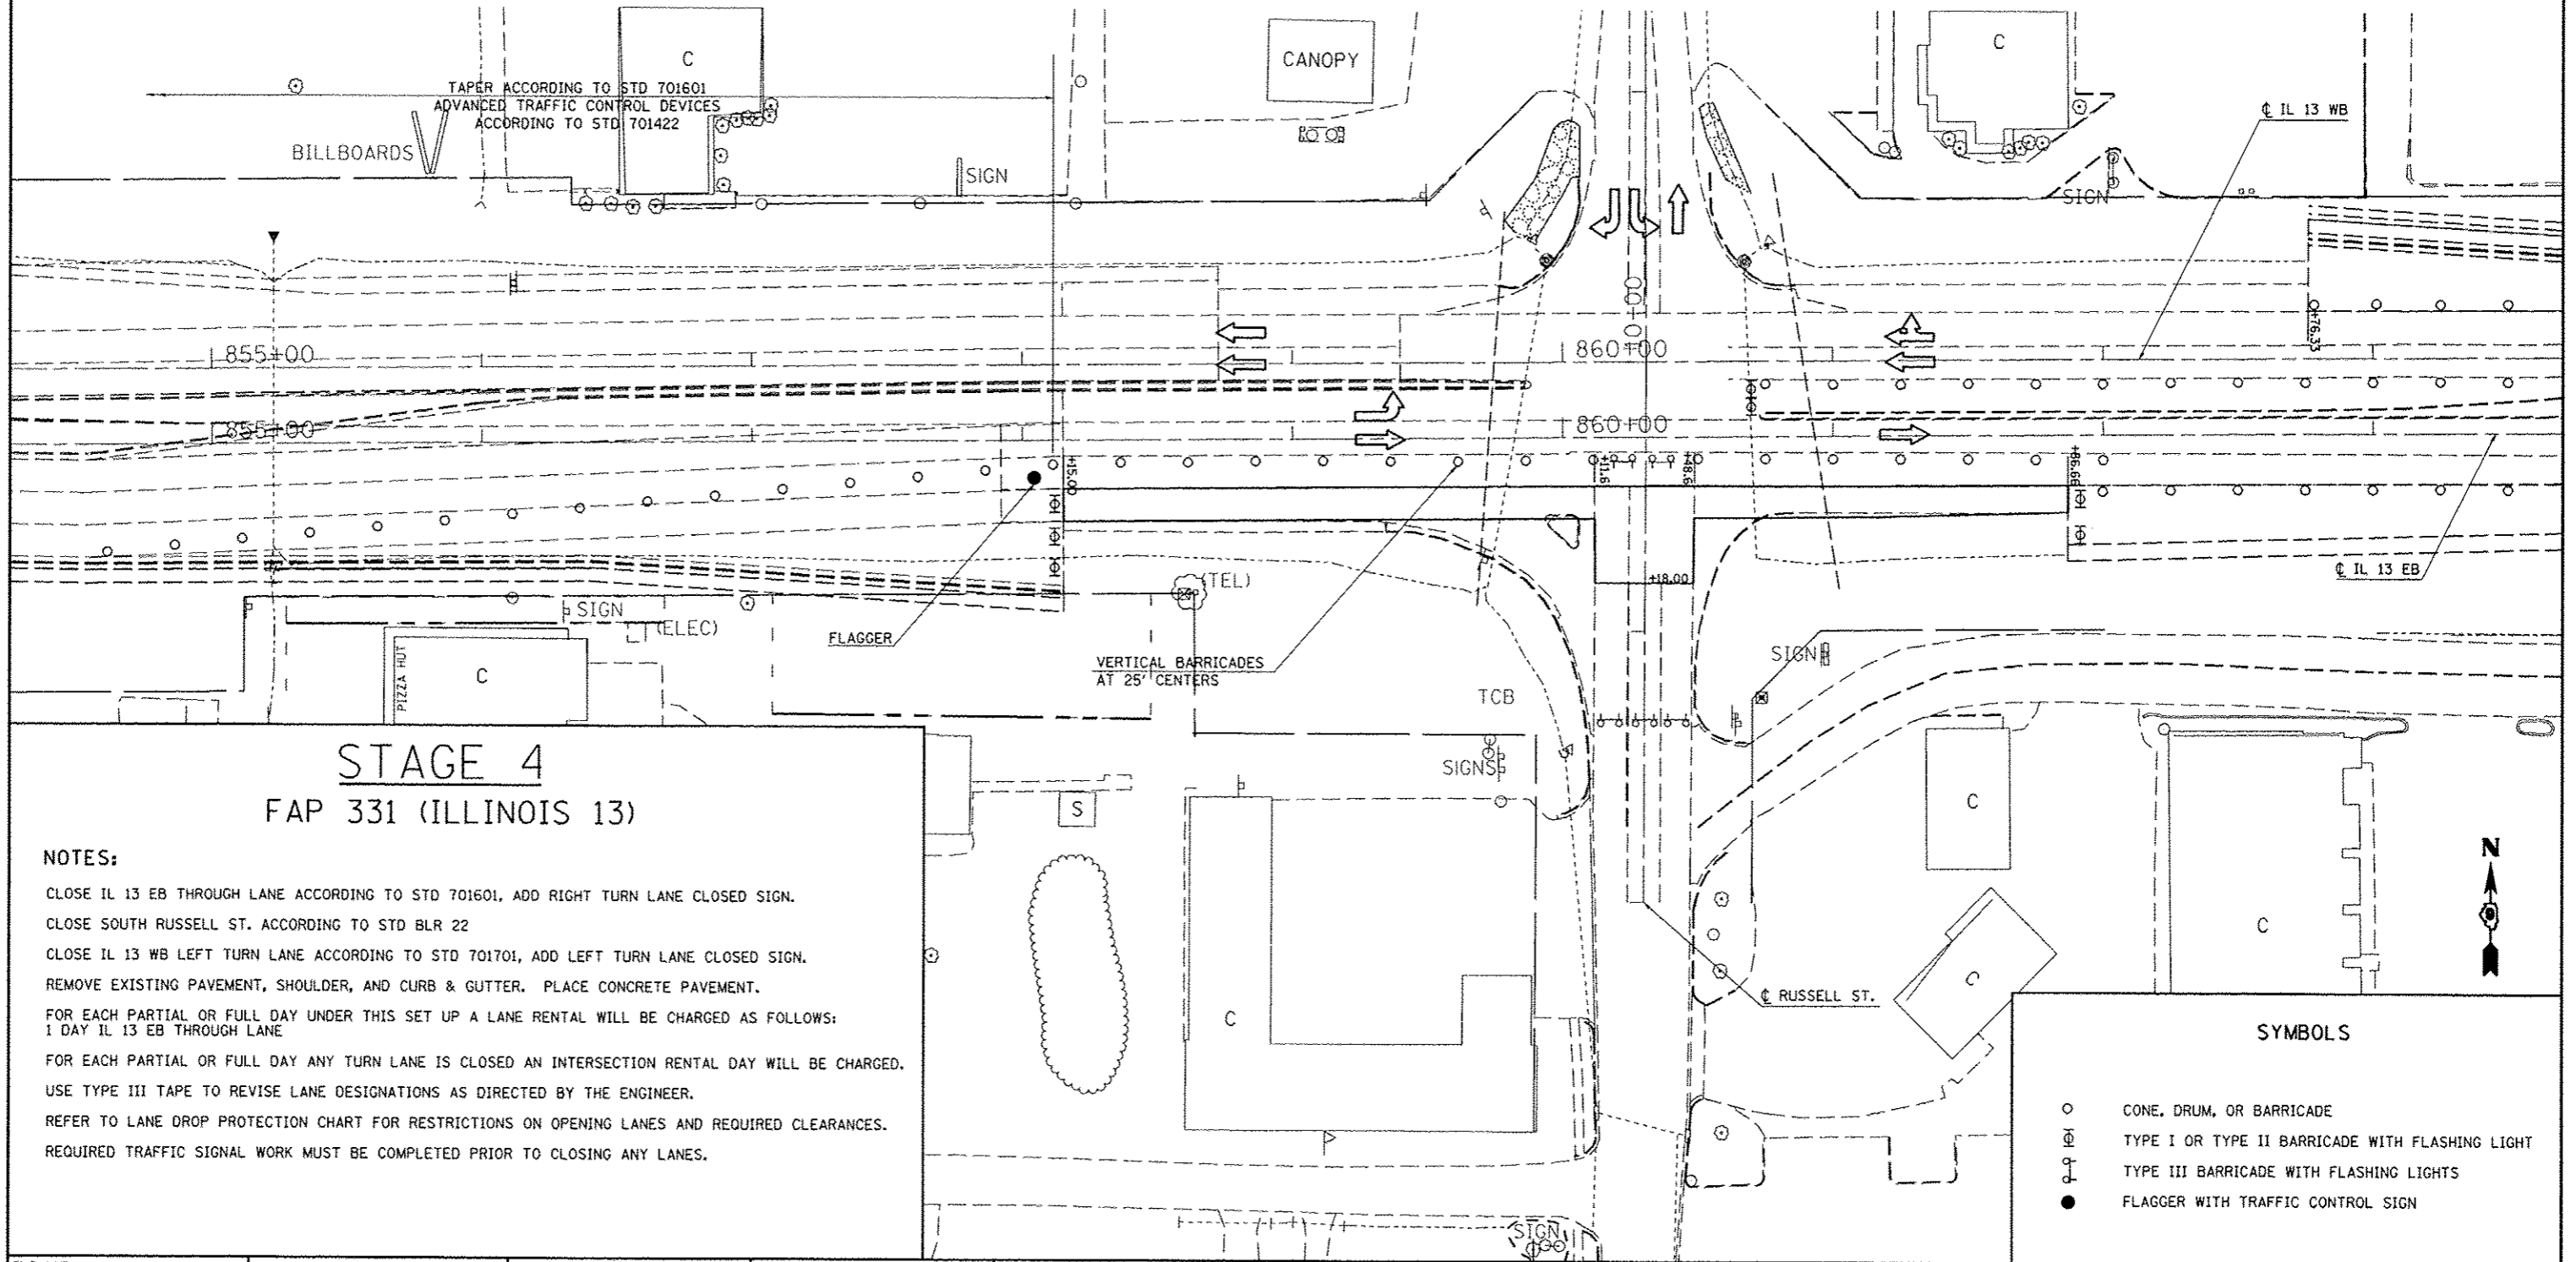 C
CANOPY
C
TAPER ACCORDING TO STD 701601
ADVANCED TRAFFIC CONTROL DEVICES
ACCORDING TO STD 701422
BILLBOARDS
SIGN
℄ IL 13 WB
SIGN
+76.33
855+00
860+00
855+00
860+00
+15.00
+11.6
+48.6
+86.66
+18.00
℄ IL 13 EB
(TEL)
SIGN
(ELEC)
FLAGGER
VERTICAL BARRICADES
AT 25' CENTERS
PIZZA HUT
C
SIGN
TCB
SIGNS
S
C
C
C
C
℄ RUSSELL ST.
SIGN
N
STAGE 4
FAP 331 (ILLINOIS 13)
NOTES:
CLOSE IL 13 EB THROUGH LANE ACCORDING TO STD 701601, ADD RIGHT TURN LANE CLOSED SIGN.
CLOSE SOUTH RUSSELL ST. ACCORDING TO STD BLR 22
CLOSE IL 13 WB LEFT TURN LANE ACCORDING TO STD 701701, ADD LEFT TURN LANE CLOSED SIGN.
REMOVE EXISTING PAVEMENT, SHOULDER, AND CURB & GUTTER. PLACE CONCRETE PAVEMENT.
FOR EACH PARTIAL OR FULL DAY UNDER THIS SET UP A LANE RENTAL WILL BE CHARGED AS FOLLOWS:
1 DAY IL 13 EB THROUGH LANE
FOR EACH PARTIAL OR FULL DAY ANY TURN LANE IS CLOSED AN INTERSECTION RENTAL DAY WILL BE CHARGED.
USE TYPE III TAPE TO REVISE LANE DESIGNATIONS AS DIRECTED BY THE ENGINEER.
REFER TO LANE DROP PROTECTION CHART FOR RESTRICTIONS ON OPENING LANES AND REQUIRED CLEARANCES.
REQUIRED TRAFFIC SIGNAL WORK MUST BE COMPLETED PRIOR TO CLOSING ANY LANES.
SYMBOLS
CONE, DRUM, OR BARRICADE
TYPE I OR TYPE II BARRICADE WITH FLASHING LIGHT
TYPE III BARRICADE WITH FLASHING LIGHTS
FLAGGER WITH TRAFFIC CONTROL SIGN